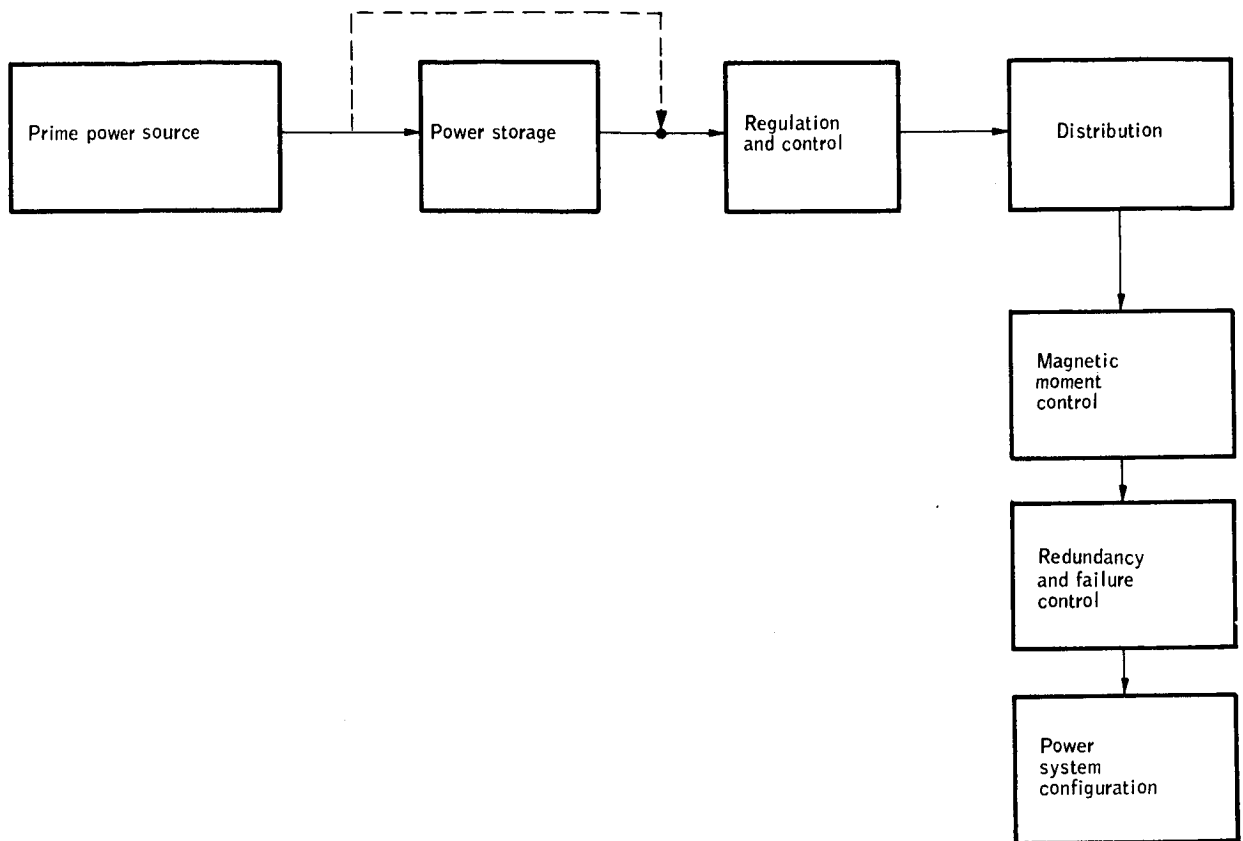 Prime power source
Power storage
Regulation
and control
Distribution
Magnetic
moment
control
Redundancy
and failure
control
Power
system
configuration